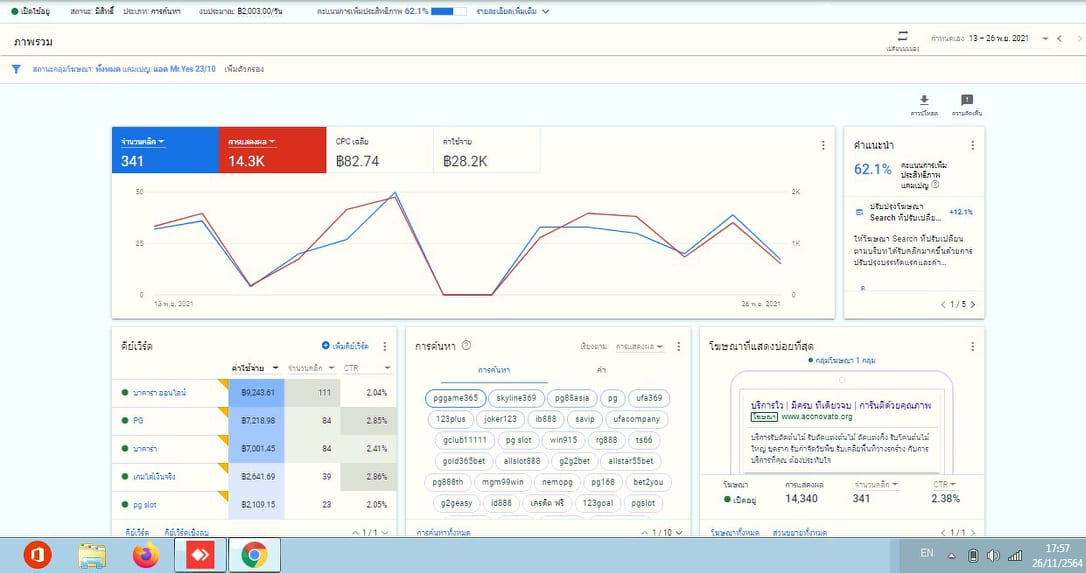 เปิดใช้อยู่ สถานะ: มีสิทธิ์ ประเภท: การค้นหา งบประมาณ: ฿2,003.00/วัน คะแนนการเพิ่มประสิทธิภาพ 62.1% รายละเอียดเพิ่มเติม
ภาพรวม
กำหนดเอง 13 – 26 พ.ย. 2021
สถานะกลุ่มโฆษณา: ทั้งหมด แคมเปญ: แอด Mr.Yes 23/10 เพิ่มตัวกรอง
ดาวน์โหลด ความคิดเห็น
จำนวนคลิก
341
การแสดงผล
14.3K
CPC เฉลี่ย
฿82.74
ค่าใช้จ่าย
฿28.2K
50
25
0
2K
1K
0
13 พ.ย. 2021
26 พ.ย. 2021
คำแนะนำ
62.1%
คะแนนการเพิ่ม
ประสิทธิภาพ
แคมเปญ
ปรับปรุงโฆษณา
Search ที่ปรับเปลี่ย...
+12.1%
ให้โฆษณา Search ที่ปรับเปลี่ยน
ตามบริบทได้รับคลิกมากขึ้นด้วยการ
ปรับปรุงบรรทัดแรกและคำ...
1 / 5
คีย์เวิร์ด
เพิ่มคีย์เวิร์ด
ค่าใช้จ่าย จำนวนคลิก CTR
บาคาร่า ออนไลน์ ฿9,243.61 111 2.04%
PG ฿7,218.98 84 2.85%
บาคาร่า ฿7,001.45 84 2.41%
เกมได้เงินจริง ฿2,641.69 39 2.86%
pg slot ฿2,109.15 23 2.05%
คีย์เวิร์ด คีย์เวิร์ดเชิงลบ 1 / 1
การค้นหา
เรียงตาม: การแสดงผล
การค้นหา คำ
pggame365 skyline369 pg88asia pg ufa369
123plus joker123 ib888 savip ufacompany
gclub11111 pg slot win915 rg888 ts66
gold365bet allslot888 g2g2bet allstar55bet
pg888th mgm99win nemopg pg168 bet2you
g2geasy id888 เครดิต ฟรี 123goal pgslot
การค้นหาทั้งหมด 1 / 10
โฆษณาที่แสดงบ่อยที่สุด
กลุ่มโฆษณา 1 กลุ่ม
บริการไว | มีครบ ที่เดียวจบ | การันตีด้วยคุณภาพ
โฆษณา www.acconovato.org
บริการรับตัดต้นไม้ รับตัดแต่งต้นไม้ ตัดแต่งกิ่ง รับโค่นต้นไม้
ใหญ่ ขุดราก รับกำจัดวัชพืช รับเคลียพื้นที่วางรกร้าง กับการ
บริการที่คุณ ต้องประทับใจ
โฆษณา การแสดงผล จำนวนคลิก CTR
เปิดอยู่ 14,340 341 2.38%
โฆษณาทั้งหมด ส่วนขยายทั้งหมด 1 / 1
EN
17:57
26/11/2564